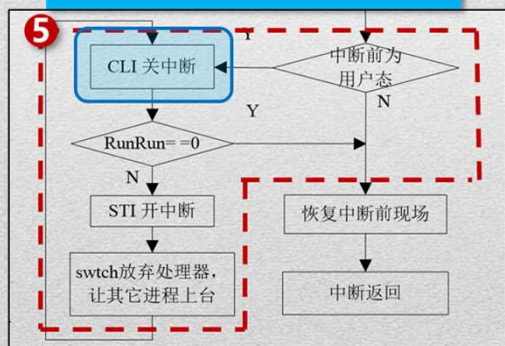 5
Y
CLI 关中断
中断前为
用户态
Y
N
RunRun= =0
N
STI 开中断
恢复中断前现场
swtch放弃处理器，
让其它进程上台
中断返回